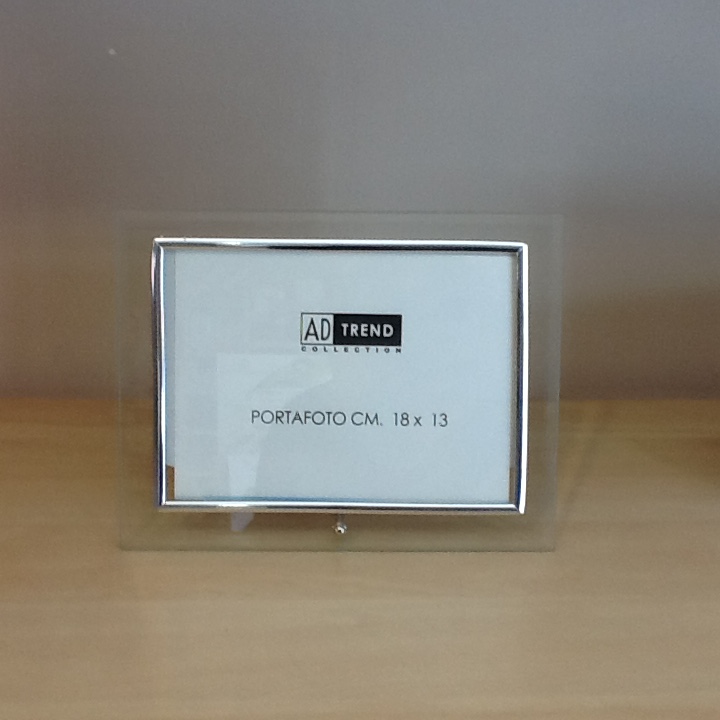 AD TREND
COLLECTION
PORTAFOTO CM. 18 x 13